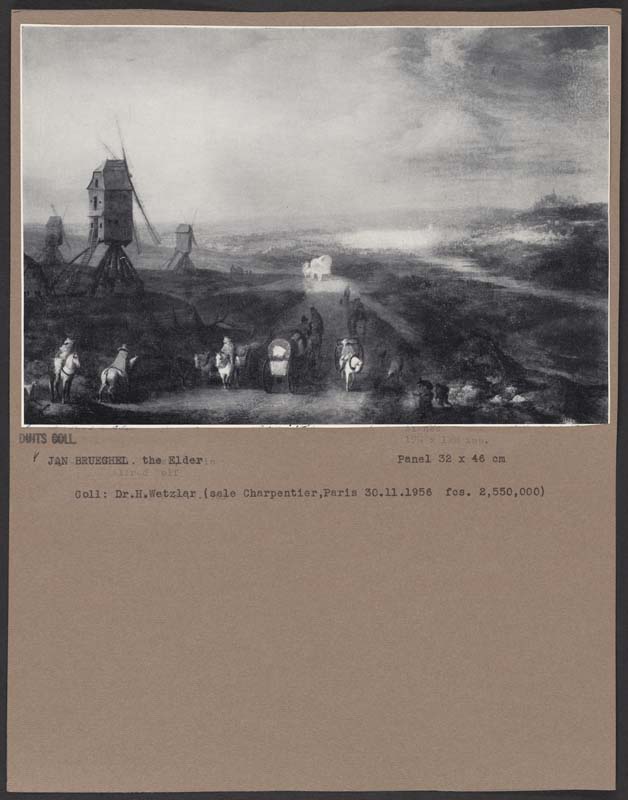 DUITS COLL.
JAN BRUEGHEL. the Elder
Panel 32 x 46 cm
Coll: Dr.H.Wetzlar.(sale Charpentier,Paris 30.11.1956 fcs. 2,550,000)